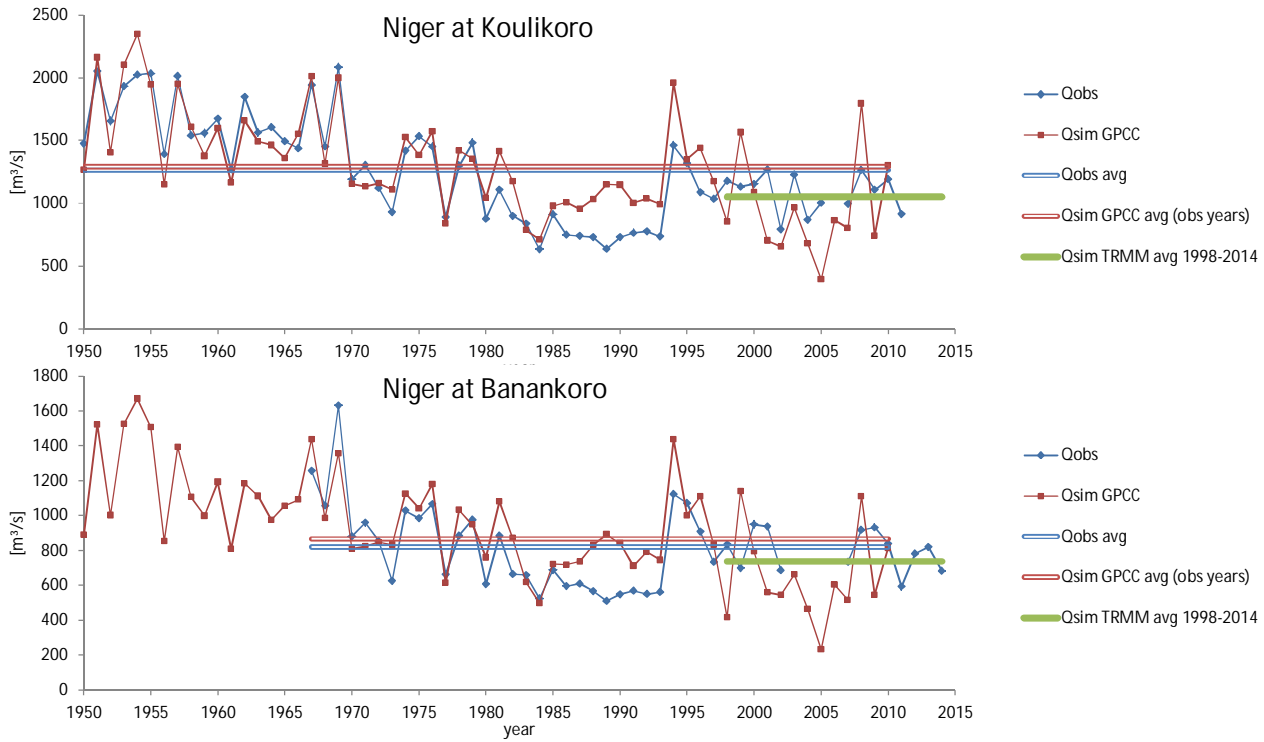 Niger at Koulikoro
[m³/s]
2500
2000
1500
1000
500
0
1950 1955 1960 1965 1970 1975 1980 1985 1990 1995 2000 2005 2010 2015
Qobs
Qsim GPCC
Qobs avg
Qsim GPCC avg (obs years)
Qsim TRMM avg 1998-2014
Niger at Banankoro
[m³/s]
1800
1600
1400
1200
1000
800
600
400
200
0
1950 1955 1960 1965 1970 1975 1980 1985 1990 1995 2000 2005 2010 2015
year
Qobs
Qsim GPCC
Qobs avg
Qsim GPCC avg (obs years)
Qsim TRMM avg 1998-2014